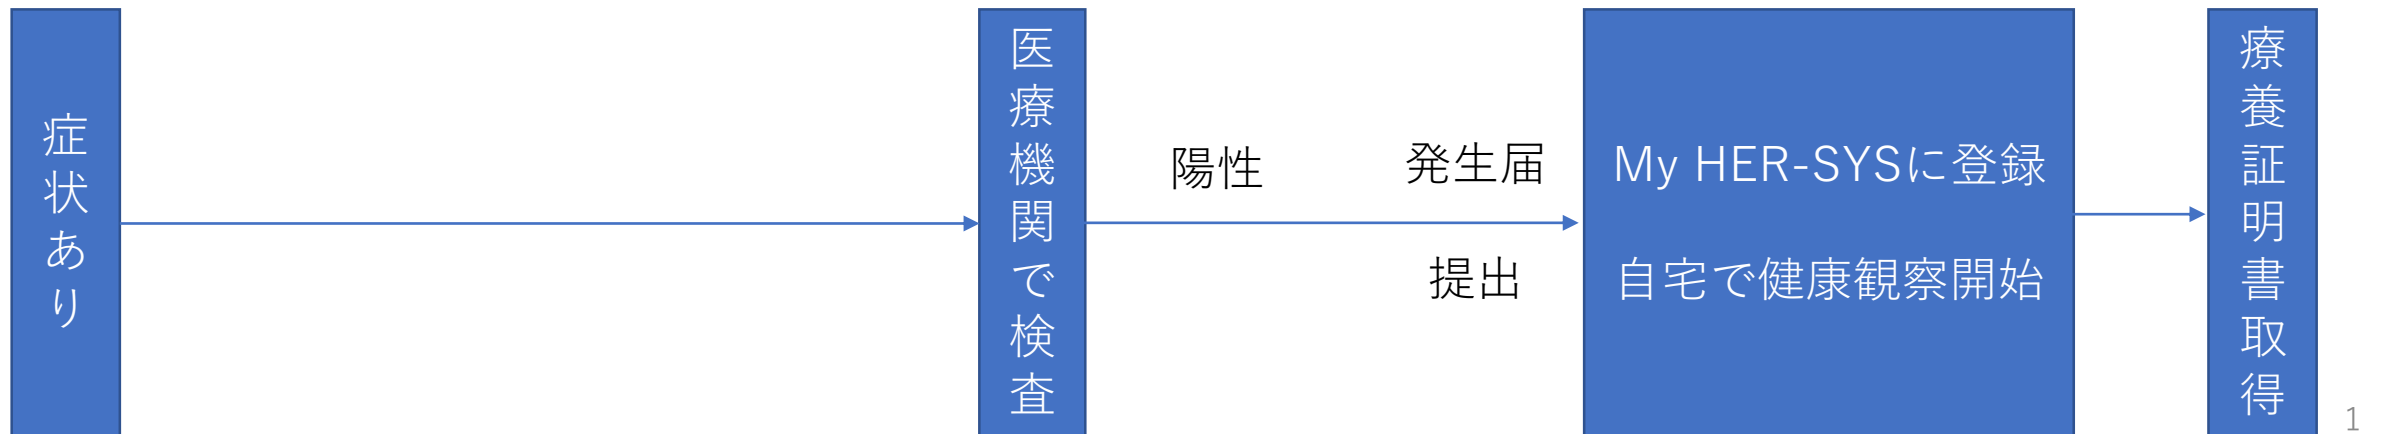 症状あり
医療機関で検査
陽性
発生届
提出
My HER-SYSに登録
自宅で健康観察開始
療養証明書取得
1